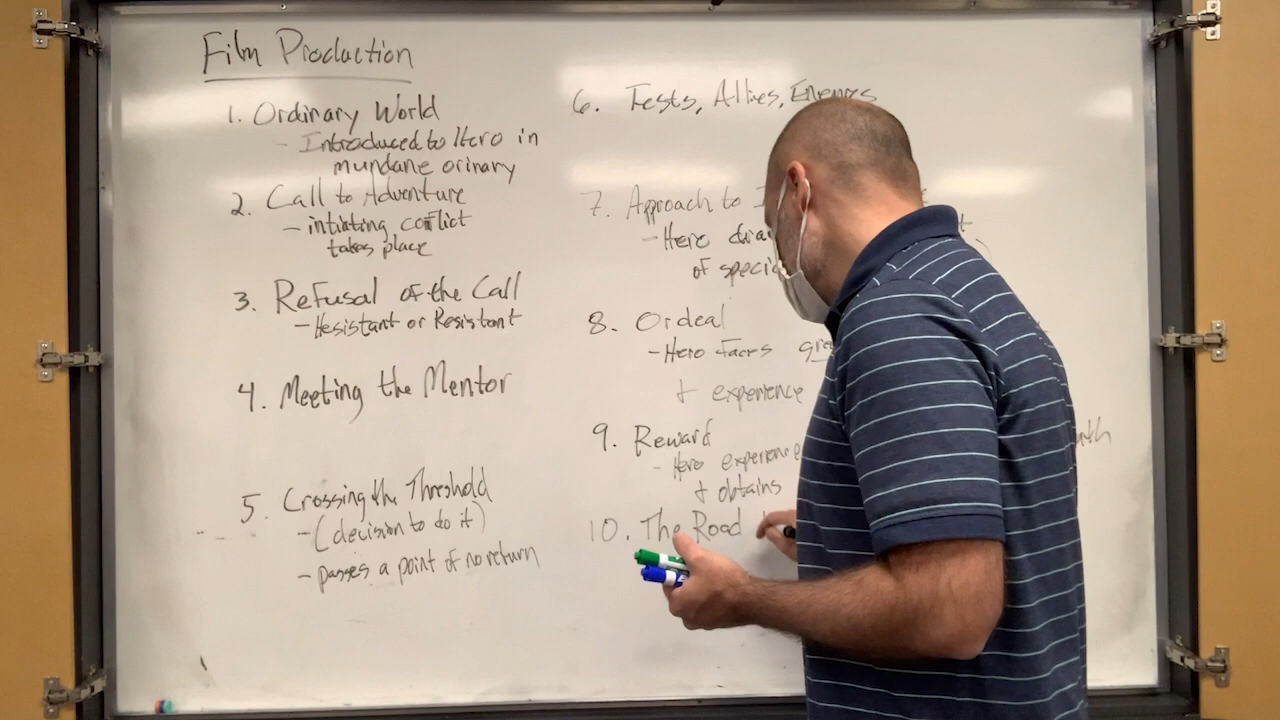 Film Production
1. Ordinary World
- Introduced to Hero in
mundane orinary
2. Call to Adventure
- intiating conflict
takes place
3. Refusal of the Call
- Hesistant or Resistant
4. Meeting the Mentor
5. Crossing the Threshold
- (decision to do it)
- passes a point of no return
6. Tests, Allies, Enemies
7. Approach to
- Hero
of
8. Ordeal
- Hero faces
+ experience
9. Reward
- Hero experience
+ obtains
10. The Road